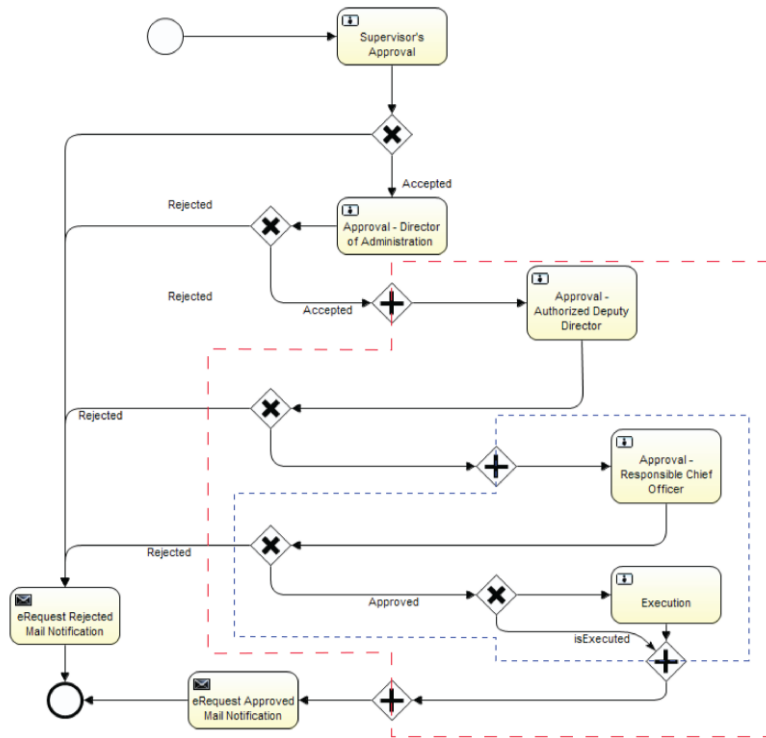 Supervisor's
Approval
Accepted
Rejected
Approval - Director
of Administration
Rejected
Accepted
Approval -
Authorized Deputy
Director
Rejected
Approval -
Responsible Chief
Officer
Rejected
Approved
Execution
isExecuted
eRequest Rejected
Mail Notification
eRequest Approved
Mail Notification